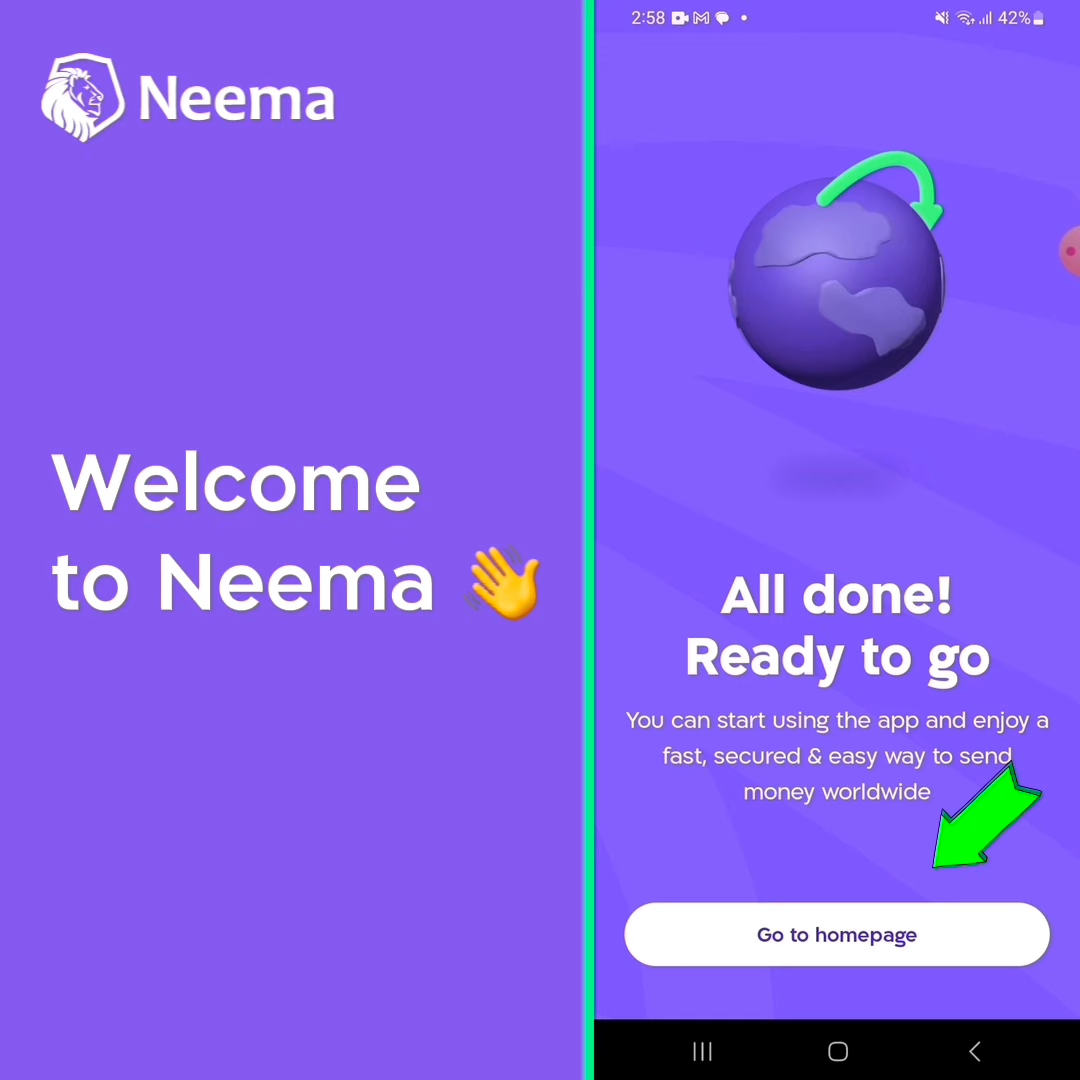 Neema
Welcome
to Neema 👋
2:58
42%
All done!
Ready to go
You can start using the app and enjoy a
fast, secured & easy way to send
money worldwide
Go to homepage